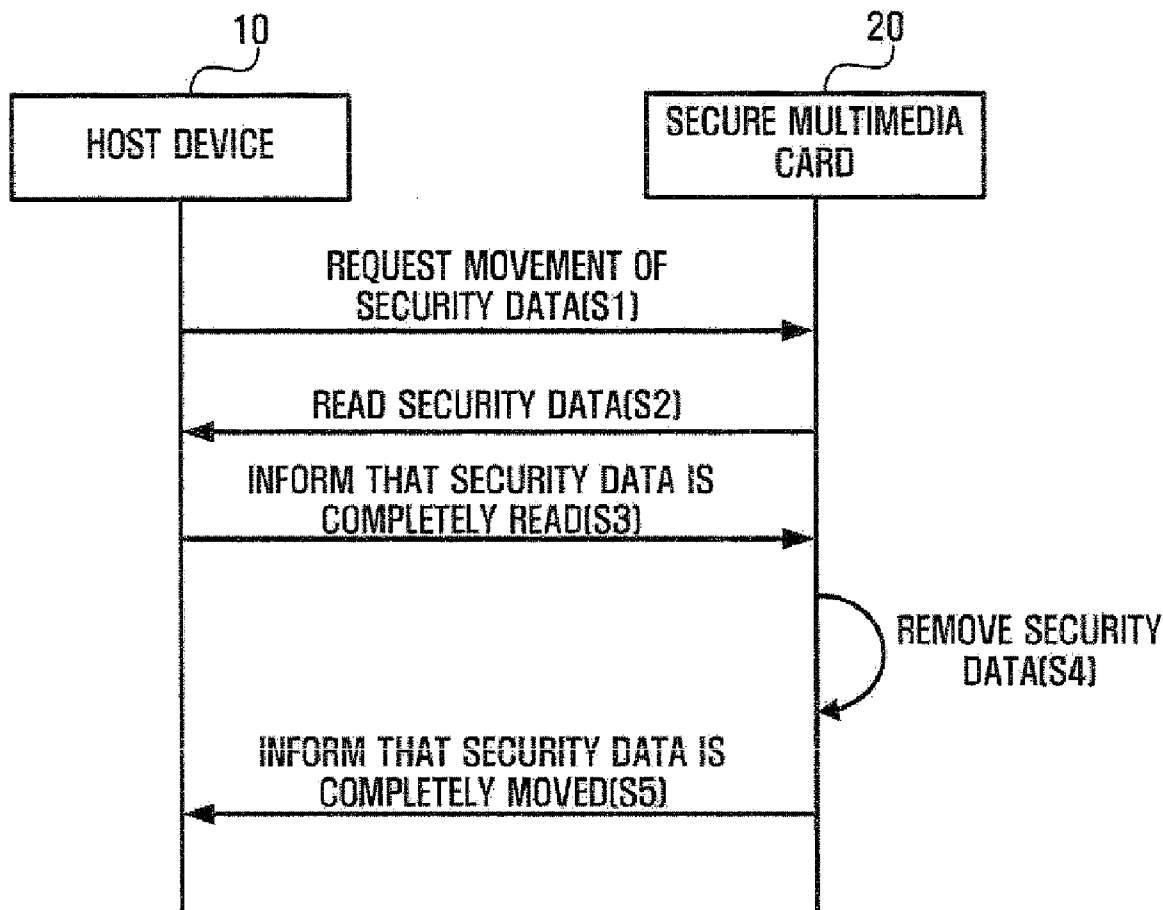 10
20
HOST DEVICE
SECURE MULTIMEDIA
CARD
REQUEST MOVEMENT OF
SECURITY DATA(S1)
READ SECURITY DATA(S2)
INFORM THAT SECURITY DATA IS
COMPLETELY READ(S3)
REMOVE SECURITY
DATA(S4)
INFORM THAT SECURITY DATA IS
COMPLETELY MOVED(S5)